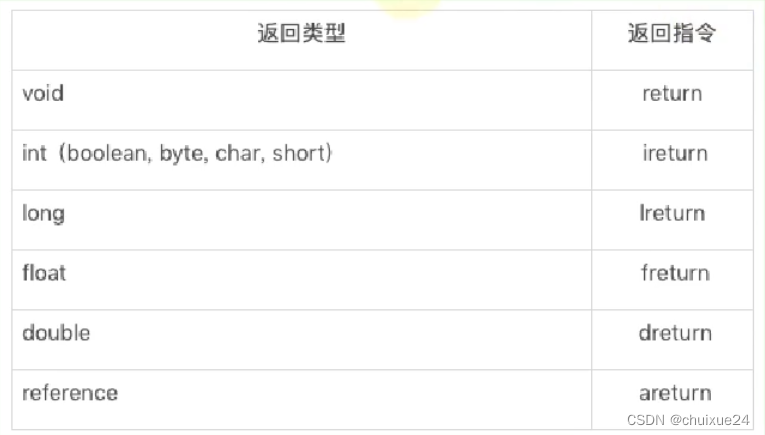 返回类型 返回指令
void return
int（boolean, byte, char, short） ireturn
long lreturn
float freturn
double dreturn
reference areturn
CSDN @chuixue24